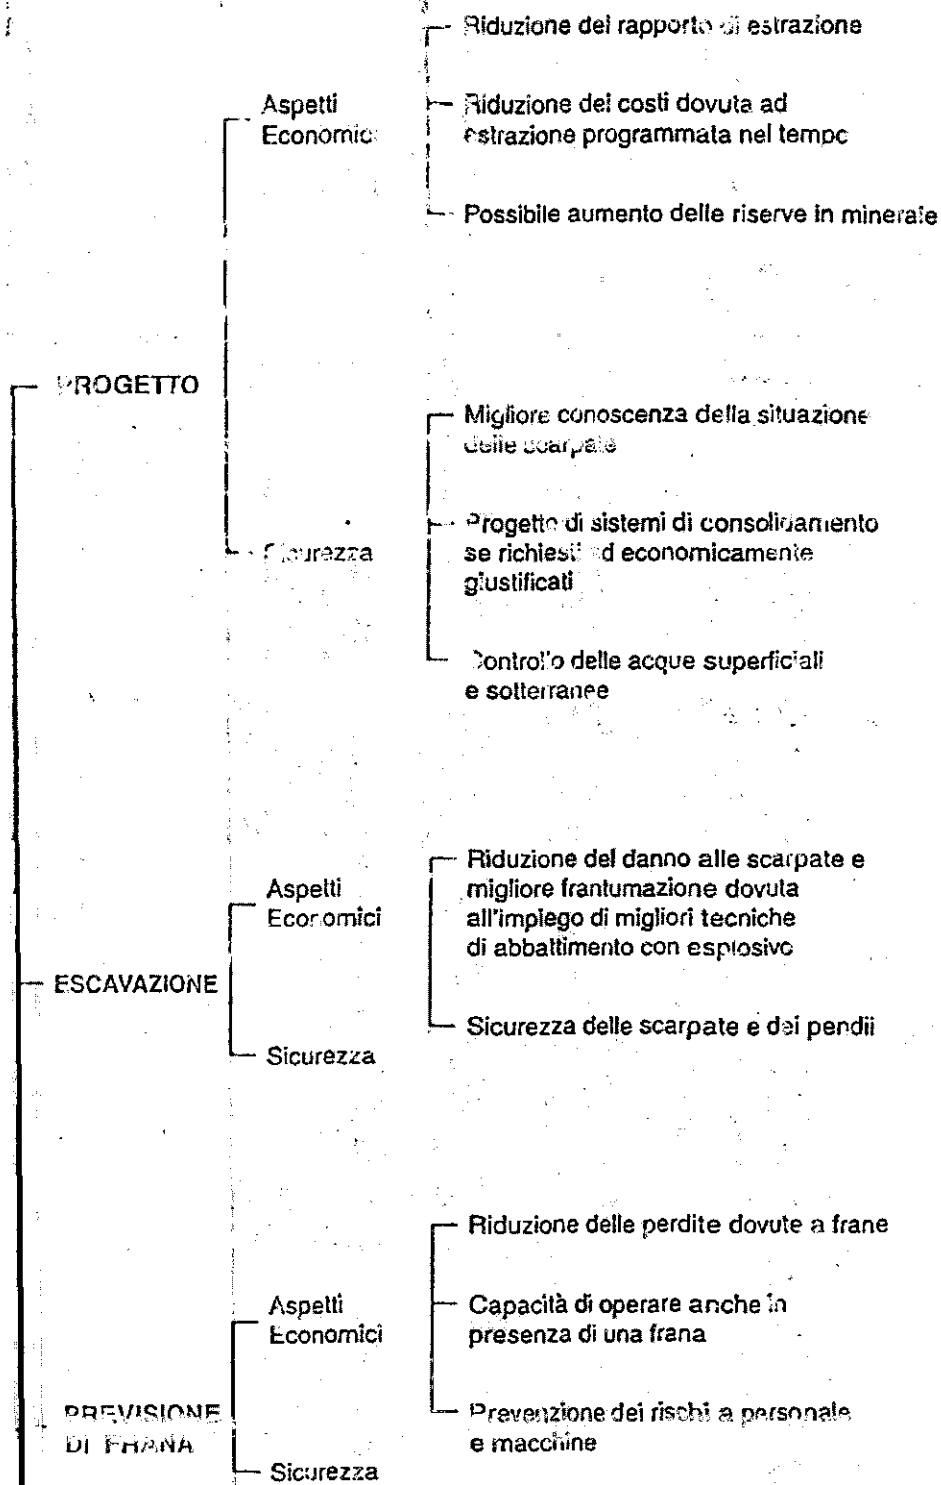 Riduzione del rapporto di estrazione
Aspetti
Economici
Riduzione dei costi dovuta ad
estrazione programmata nel tempo
Possibile aumento delle riserve in minerale
PROGETTO
Migliore conoscenza della situazione
delle scarpate
Sicurezza
Progetto di sistemi di consolidamento
se richiesti ed economicamente
giustificati
Controllo delle acque superficiali
e sotterranee
Aspetti
Economici
Riduzione del danno alle scarpate e
migliore frantumazione dovuta
all'impiego di migliori tecniche
di abbattimento con esplosivo
ESCAVAZIONE
Sicurezza delle scarpate e dei pendii
Sicurezza
Riduzione delle perdite dovute a frane
Aspetti
Economici
Capacità di operare anche in
presenza di una frana
PREVISIONE
DI FRANA
Prevenzione dei rischi a personale
e macchine
Sicurezza